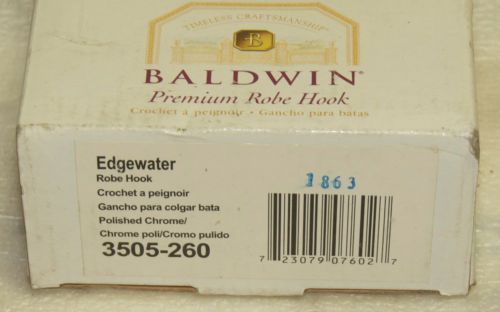 TIMELESS CRAFTSMANSHIP
B
BALDWIN®
Premium Robe Hook
Crochet a peignoir • Gancho para batas
Edgewater
Robe Hook
Crochet a peignoir
Gancho para colgar bata
Polished Chrome/
Chrome poli/Cromo pulido
3505-260
1863
7 23079 07602 7